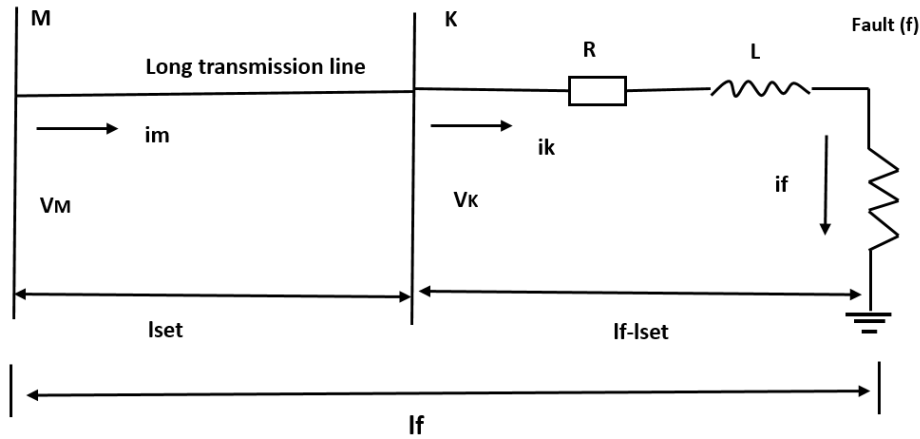 M
K
Fault (f)
R
L
Long transmission line
im
ik
if
VM
VK
lset
lf-lset
lf